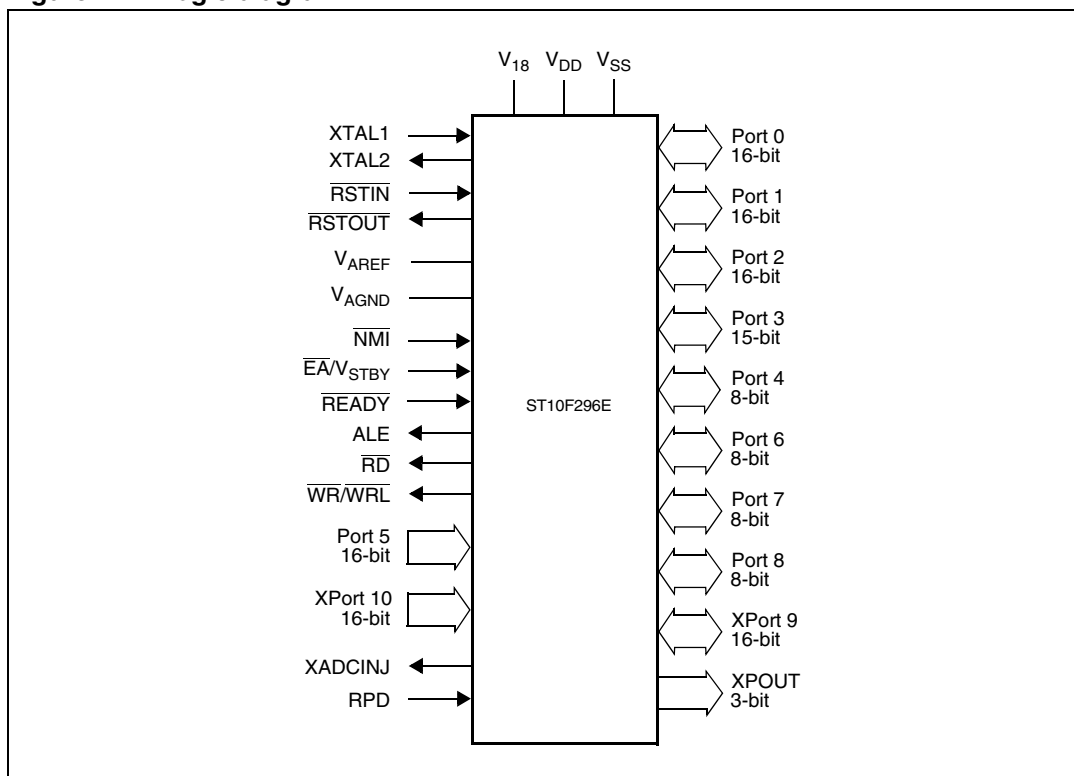 V18 VDD VSS
XTAL1
XTAL2
RSTIN
RSTOUT
VAREF
VAGND
NMI
EA/VSTBY
READY
ALE
RD
WR/WRL
Port 5
16-bit
XPort 10
16-bit
XADCINJ
RPD
ST10F296E
Port 0
16-bit
Port 1
16-bit
Port 2
16-bit
Port 3
15-bit
Port 4
8-bit
Port 6
8-bit
Port 7
8-bit
Port 8
8-bit
XPort 9
16-bit
XPOUT
3-bit